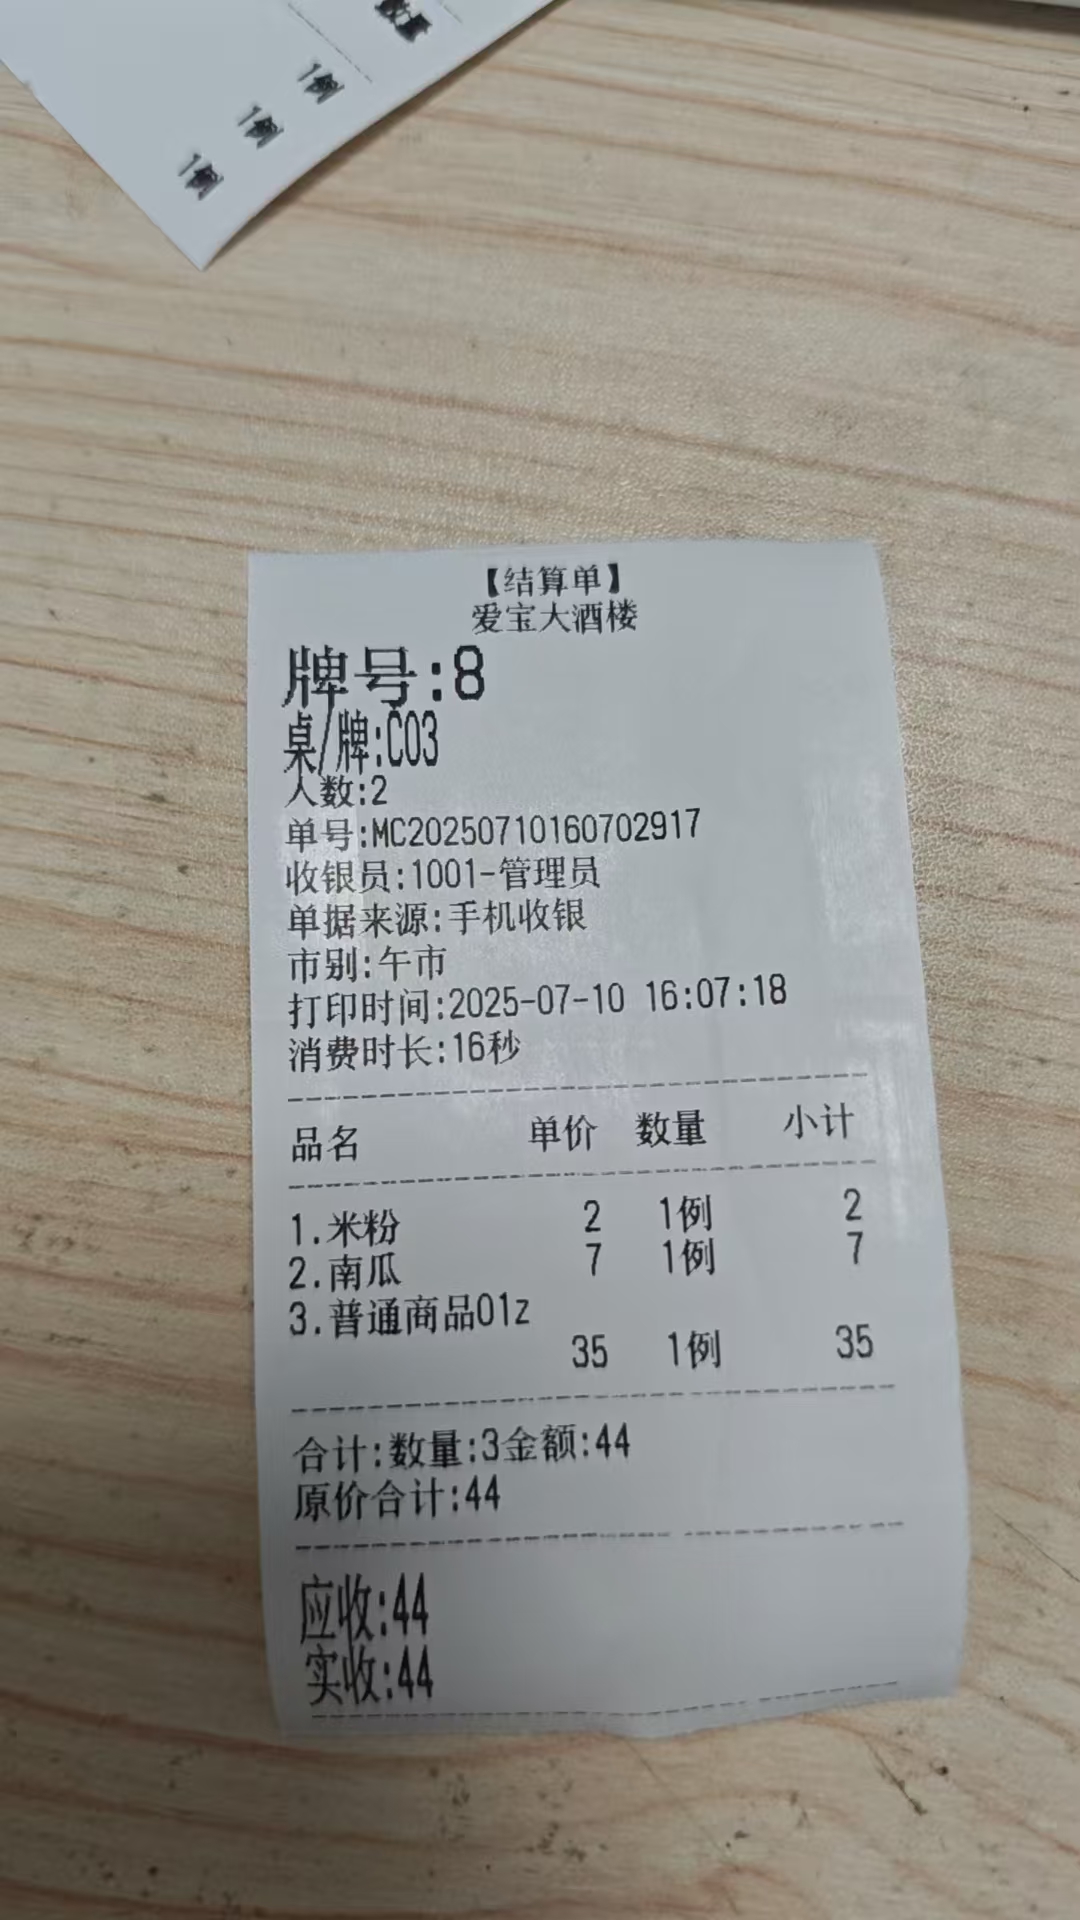 数量
1例
1例
1例
【结算单】
爱宝大酒楼
牌号:8
桌/牌:C03
人数:2
单号:MC20250710160702917
收银员:1001-管理员
单据来源:手机收银
市别:午市
打印时间:2025-07-10 16:07:18
消费时长:16秒
品名 单价 数量 小计
1.米粉 2 1例 2
2.南瓜 7 1例 7
3.普通商品01z
35 1例 35
合计:数量:3金额:44
原价合计:44
应收:44
实收:44